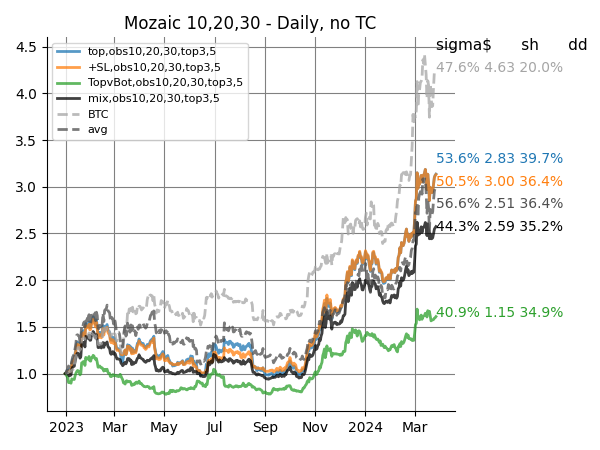 Mozaic 10,20,30 - Daily, no TC
sigma$ sh dd
top,obs10,20,30,top3,5
+SL,obs10,20,30,top3,5
TopvBot,obs10,20,30,top3,5
mix,obs10,20,30,top3,5
BTC
avg
47.6% 4.63 20.0%
53.6% 2.83 39.7%
50.5% 3.00 36.4%
56.6% 2.51 36.4%
44.3% 2.59 35.2%
40.9% 1.15 34.9%
4.5
4.0
3.5
3.0
2.5
2.0
1.5
1.0
2023 Mar May Jul Sep Nov 2024 Mar